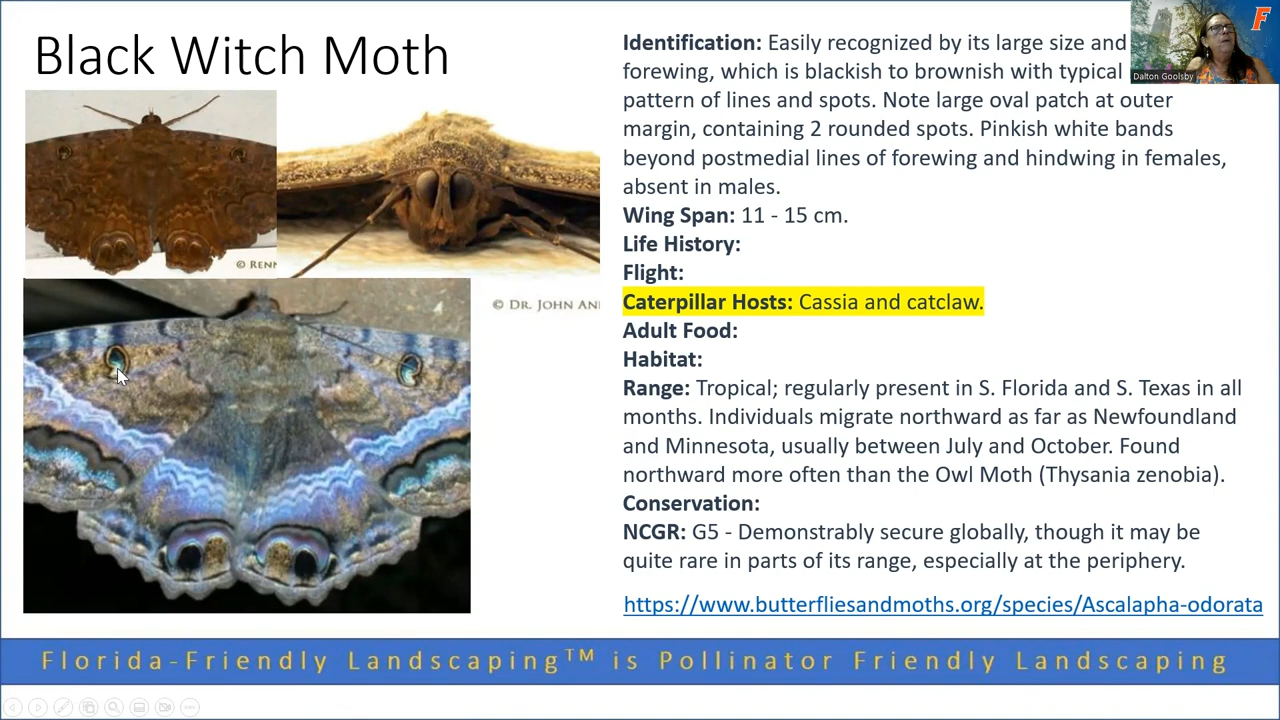 Black Witch Moth
© RENN
© DR. JOHN AN
Identification: Easily recognized by its large size and
forewing, which is blackish to brownish with typical
pattern of lines and spots. Note large oval patch at outer
margin, containing 2 rounded spots. Pinkish white bands
beyond postmedial lines of forewing and hindwing in females,
absent in males.
Wing Span: 11 - 15 cm.
Life History:
Flight:
Caterpillar Hosts: Cassia and catclaw.
Adult Food:
Habitat:
Range: Tropical; regularly present in S. Florida and S. Texas in all
months. Individuals migrate northward as far as Newfoundland
and Minnesota, usually between July and October. Found
northward more often than the Owl Moth (Thysania zenobia).
Conservation:
NCGR: G5 - Demonstrably secure globally, though it may be
quite rare in parts of its range, especially at the periphery.
https://www.butterfliesandmoths.org/species/Ascalapha-odorata
Florida-Friendly Landscaping™ is Pollinator Friendly Landscaping
F
Dalton Goolsby